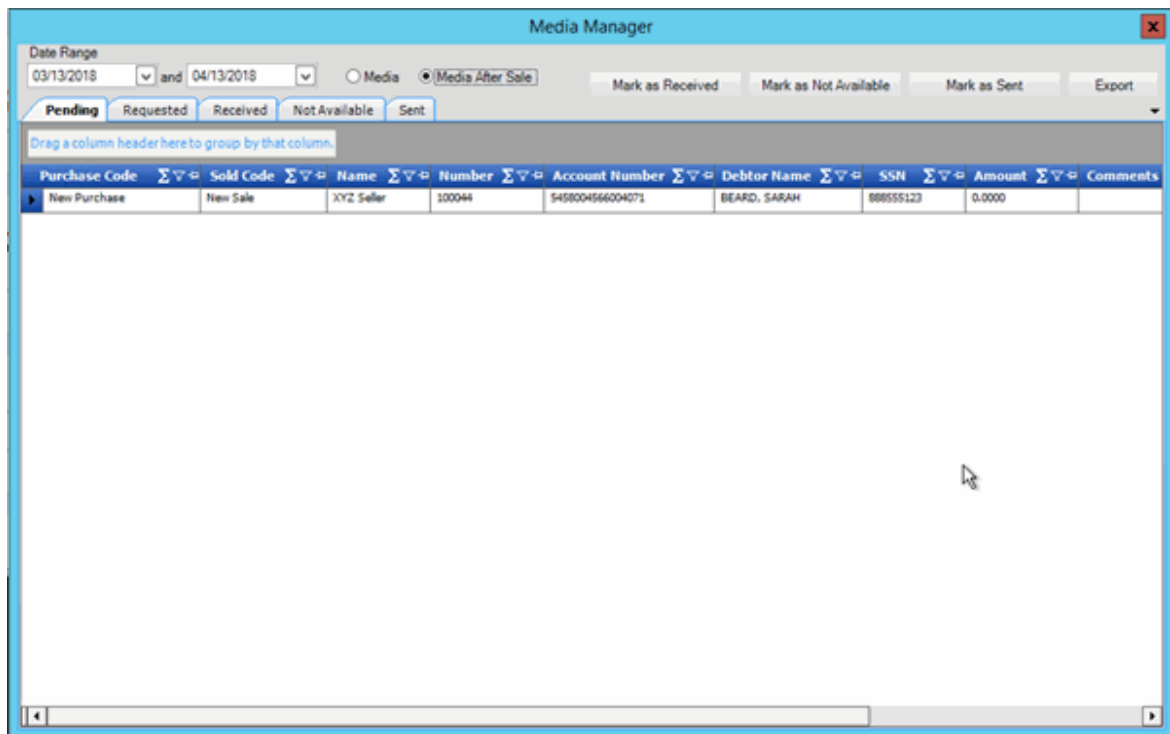 Media Manager
Date Range
03/13/2018 and 04/13/2018 Media Media After Sale Mark as Received Mark as Not Available Mark as Sent Export
Pending Requested Received Not Available Sent
Drag a column header here to group by that column.
Purchase Code Σ Sold Code Σ Name Σ Number Σ Account Number Σ Debtor Name Σ SSN Σ Amount Σ Comments
New Purchase New Sale XYZ Seller 100044 5458004566004071 BEARD, SARAH 888555123 0.0000